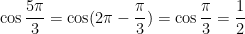 cos 5π/3 = cos(2π − π/3) = cos π/3 = 1/2